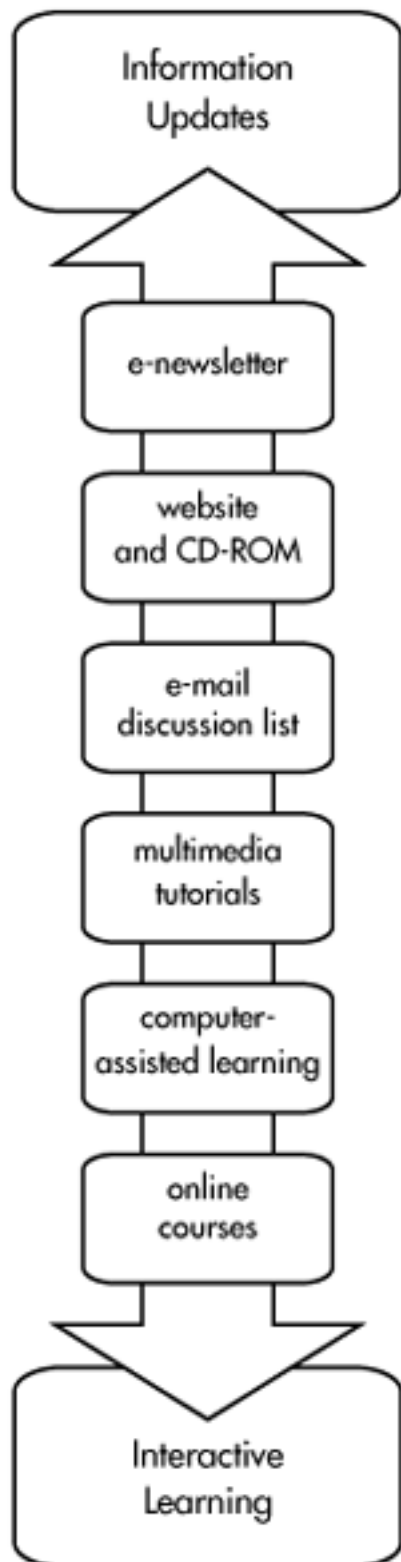 Information
Updates
e-newsletter
website
and CD-ROM
e-mail
discussion list
multimedia
tutorials
computer-
assisted learning
online
courses
Interactive
Learning